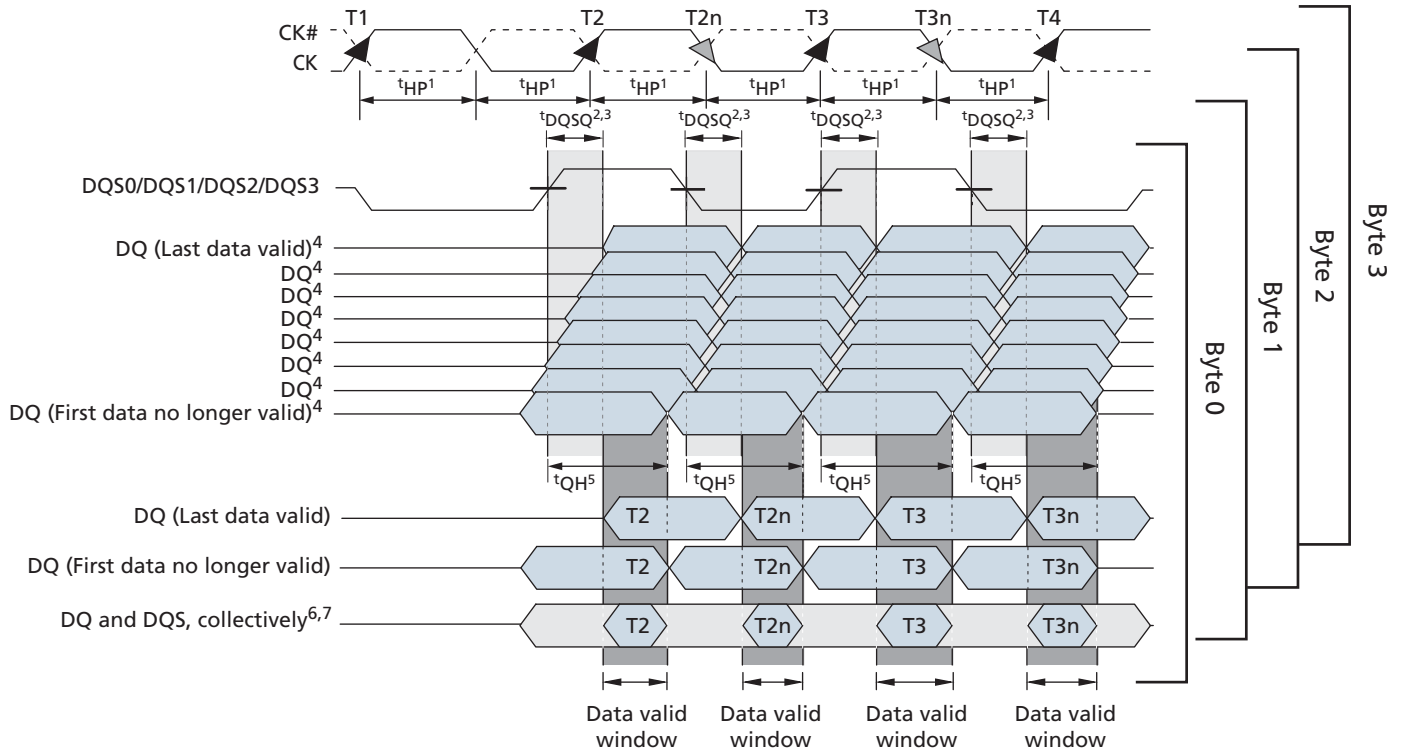 T1 T2 T2n T3 T3n T4
CK#
CK
tHP1 tHP1 tHP1 tHP1 tHP1 tHP1
tDQSQ2,3 tDQSQ2,3 tDQSQ2,3 tDQSQ2,3
DQS0/DQS1/DQS2/DQS3
DQ (Last data valid)4
DQ4
DQ4
DQ4
DQ4
DQ4
DQ4
DQ (First data no longer valid)4
tQH5 tQH5 tQH5 tQH5
DQ (Last data valid) T2 T2n T3 T3n
DQ (First data no longer valid) T2 T2n T3 T3n
DQ and DQS, collectively6,7 T2 T2n T3 T3n
Data valid window
Data valid window
Data valid window
Data valid window
Byte 0
Byte 1
Byte 2
Byte 3